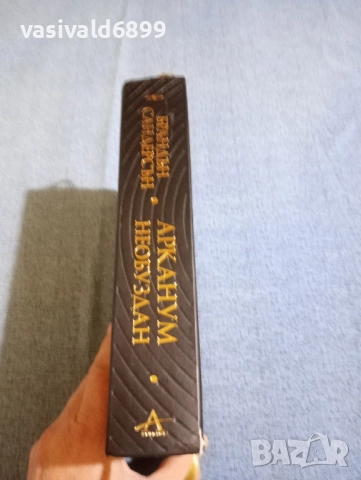 vasivald6899
БРАНДЪН
САНДЕРСЪН
АРКАНУМ
НЕОБУЗДАН
А
BAZAR
bg